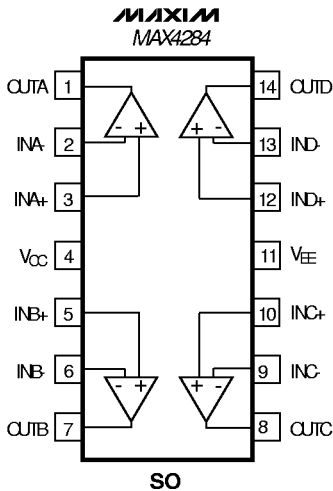 MAXIM
MAX4284
OUTA 1 14 OUTD
- + + -
INA- 2 13 IND-
INA+ 3 12 IND+
VCC 4 11 VEE
INB+ 5 10 INC+
INB- 6 9 INC-
- + + -
OUTB 7 8 OUTC
SO